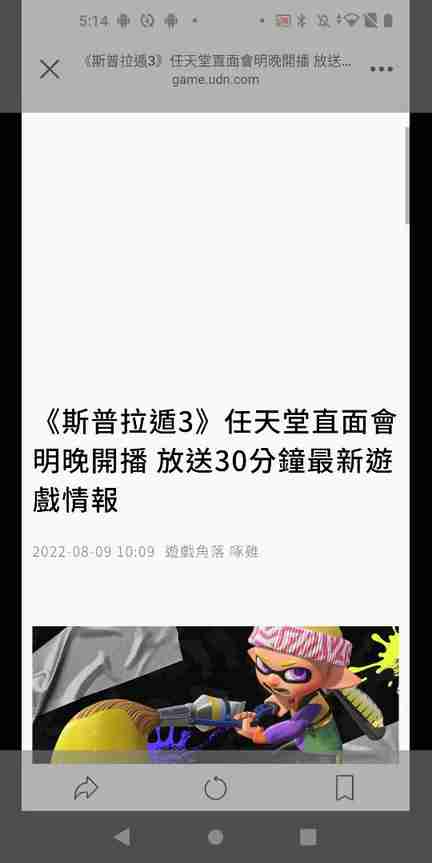 5:14
《斯普拉遁3》任天堂直面會明晚開播 放送...
game.udn.com
《斯普拉遁3》任天堂直面會
明晚開播 放送30分鐘最新遊
戲情報
2022-08-09 10:09 遊戲角落 啄雞